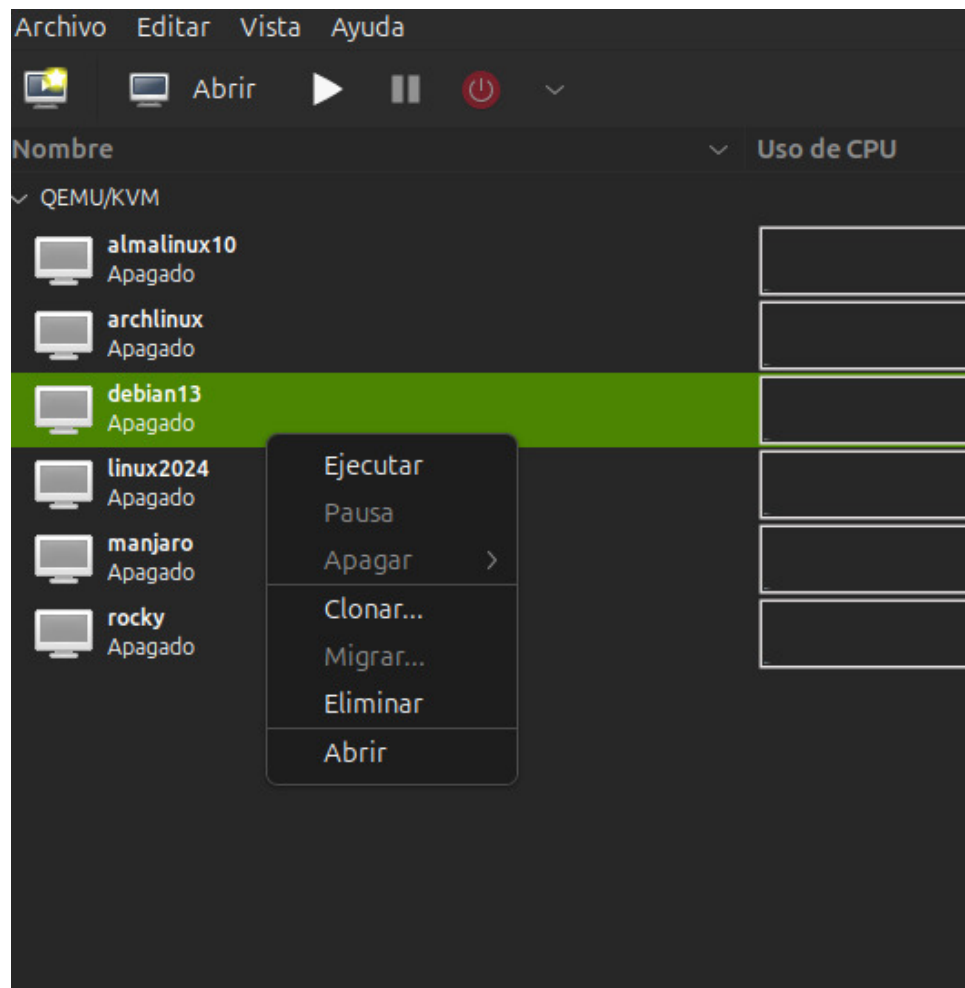 Archivo Editar Vista Ayuda
Abrir
Nombre Uso de CPU
QEMU/KVM
almalinux10
Apagado
archlinux
Apagado
debian13
Apagado
linux2024
Apagado
manjaro
Apagado
rocky
Apagado
Ejecutar
Pausa
Apagar
Clonar...
Migrar...
Eliminar
Abrir